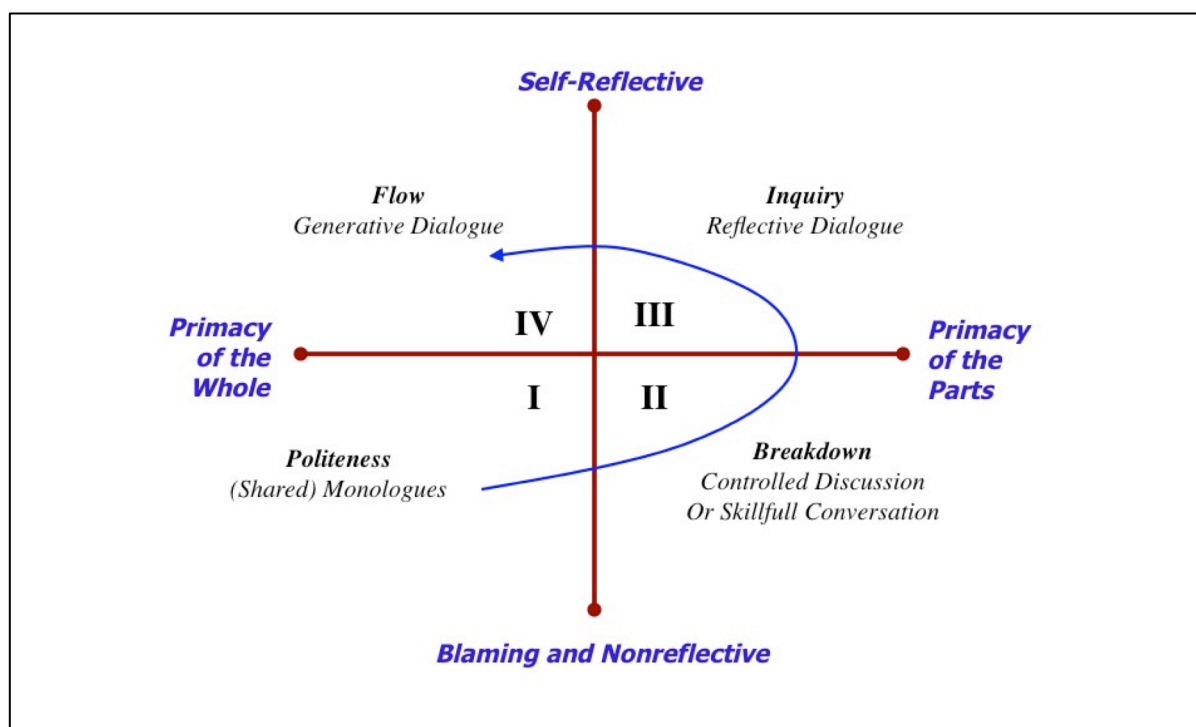 Self-Reflective
Flow
Generative Dialogue
Inquiry
Reflective Dialogue
Primacy
of the
Whole
IV
III
Primacy
of the
Parts
I
II
Politeness
(Shared) Monologues
Breakdown
Controlled Discussion
Or Skillfull Conversation
Blaming and Nonreflective